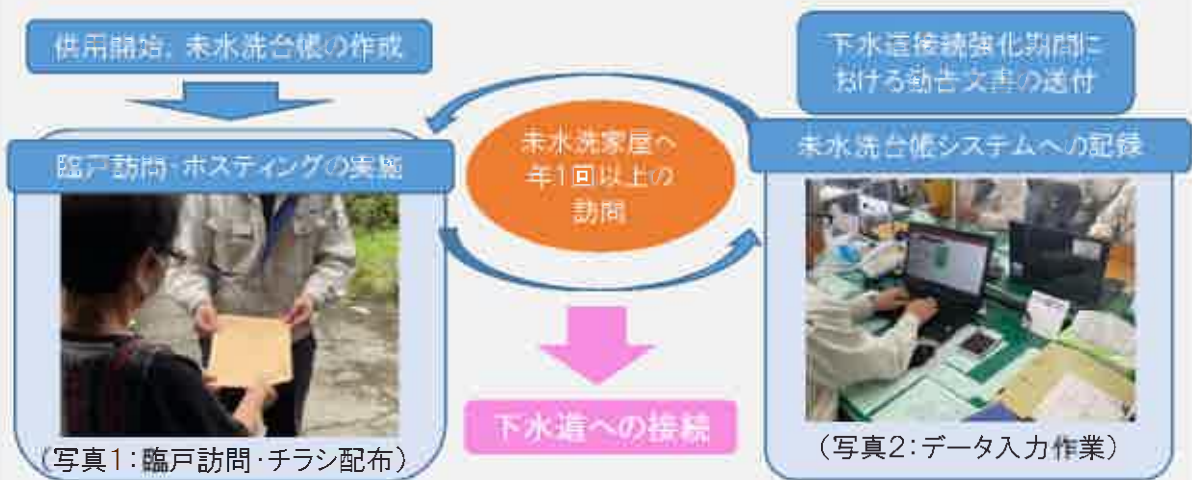 供用開始，未水洗台帳の作成
臨戸訪問・ポスティングの実施
(写真1：臨戸訪問・チラシ配布)
未水洗家屋へ
年1回以上の
訪問
下水道への接続
下水道接続強化期間に
おける勧告文書の送付
未水洗台帳システムへの記録
(写真2：データ入力作業)